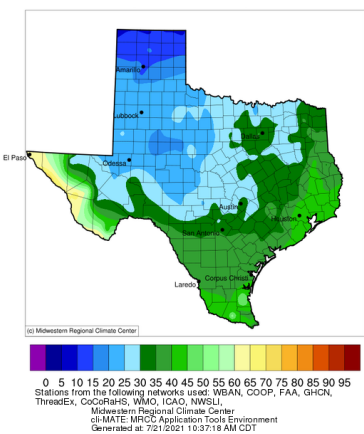 Amarillo
Lubbock
Dallas
El Paso
Odessa
Austin
Houston
San Antonio
Corpus Christi
Laredo
(c) Midwestern Regional Climate Center
0 5 10 15 20 25 30 35 40 45 50 55 60 65 70 75 80 85 90 95
Stations from the following networks used: WBAN, COOP, FAA, GHCN,
ThreadEx, CoCoRaHS, WMO, ICAO, NWSLI,
Midwestern Regional Climate Center
cli-MATE: MRCC Application Tools Environment
Generated at: 7/21/2021 10:37:18 AM CDT